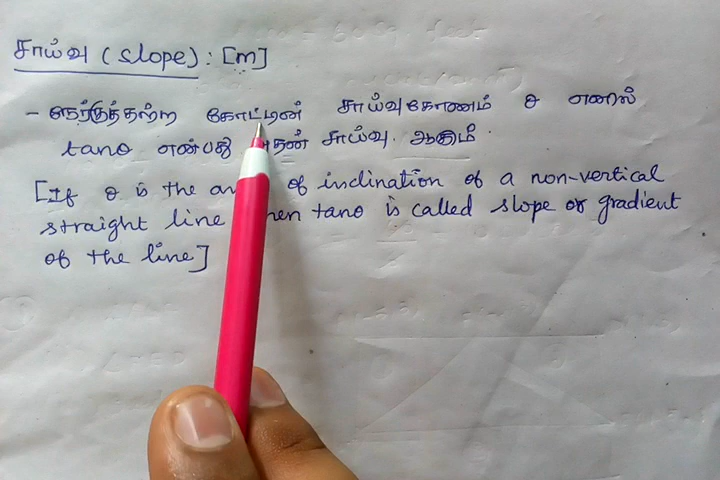 சாய்வு (slope) : [m]
- நேர்குத்தற்ற கோட்டின் சாய்வுகோணம் θ எனில்
tanθ என்பது அதன் சாய்வு. ஆகும்.
[If θ is the of inclination of a non-vertical
straight line tanθ is called slope or gradient
of the line]